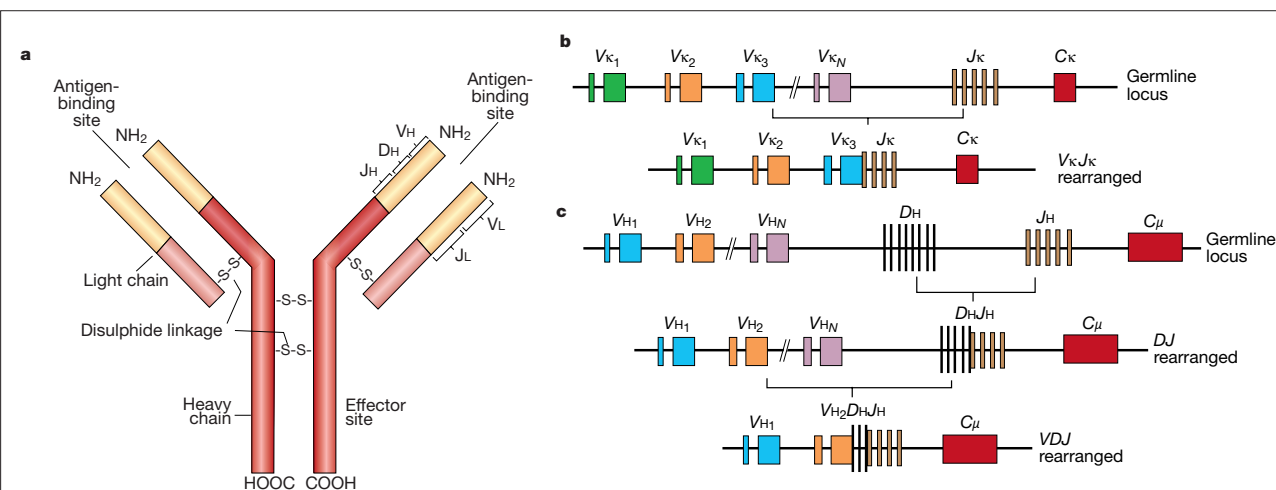 a
Antigen-
binding
site
Antigen-
binding
site
NH2
NH2
VH
DH
JH
NH2
NH2
VL
JL
Light chain
-S-S-
S-S-
-S-S-
Disulphide linkage
-S-S-
Heavy
chain
Effector
site
HOOC COOH
b
Vκ1 Vκ2 Vκ3 VκN Jκ Cκ
Germline
locus
Vκ1 Vκ2 Vκ3 Jκ Cκ
VκJκ
rearranged
c
VH1 VH2 VHN DH JH Cμ
Germline
locus
VH1 VH2 VHN DHJH Cμ
DJ
rearranged
VH1 VH2DHJH Cμ
VDJ
rearranged